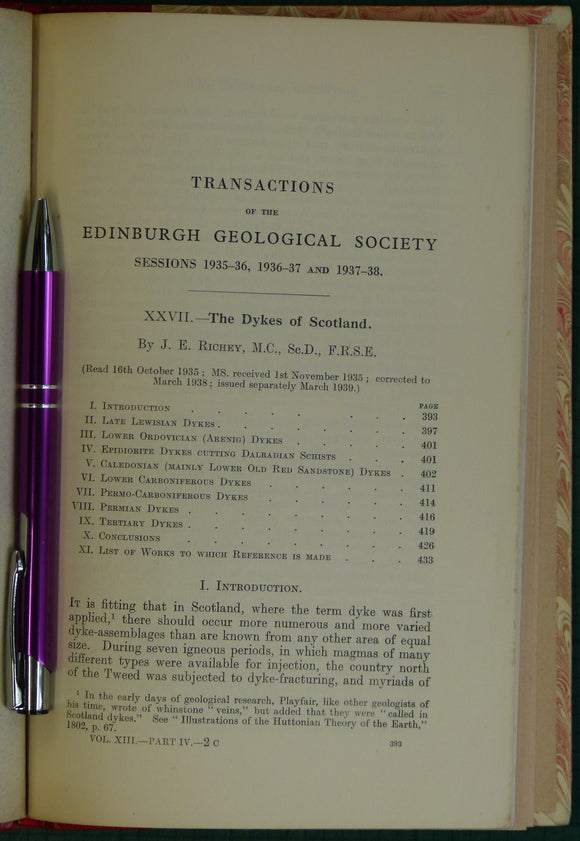 TRANSACTIONS
OF THE
EDINBURGH GEOLOGICAL SOCIETY
SESSIONS 1935–36, 1936–37 AND 1937–38.
XXVII.—The Dykes of Scotland.
By J. E. RICHEY, M.C., Sc.D., F.R.S.E.
(Read 16th October 1935 ; MS. received 1st November 1935 ; corrected to
March 1938 ; issued separately March 1939.)
PAGE
I. INTRODUCTION . . . . . . . 393
II. LATE LEWISIAN DYKES . . . . . . 397
III. LOWER ORDOVICIAN (ARENIG) DYKES . . . . 401
IV. EPIDIORITE DYKES CUTTING DALRADIAN SCHISTS . . . 401
V. CALEDONIAN (MAINLY LOWER OLD RED SANDSTONE) DYKES . 402
VI. LOWER CARBONIFEROUS DYKES . . . . . 411
VII. PERMO-CARBONIFEROUS DYKES . . . . . 414
VIII. PERMIAN DYKES . . . . . . . 416
IX. TERTIARY DYKES . . . . . . . 419
X. CONCLUSIONS . . . . . . . 426
XI. LIST OF WORKS TO WHICH REFERENCE IS MADE . . . 433
I. INTRODUCTION.
IT is fitting that in Scotland, where the term dyke was first
applied,¹ there should occur more numerous and more varied
dyke-assemblages than are known from any other area of equal
size. During seven igneous periods, in which magmas of many
different types were available for injection, the country north
of the Tweed was subjected to dyke-fracturing, and myriads of
¹ In the early days of geological research, Playfair, like other geologists of
his time, wrote of whinstone “ veins,” but added that they were “ called in
Scotland dykes.” See “ Illustrations of the Huttonian Theory of the Earth,”
1802, p. 67.
VOL. XIII.—PART IV.—2 C 393